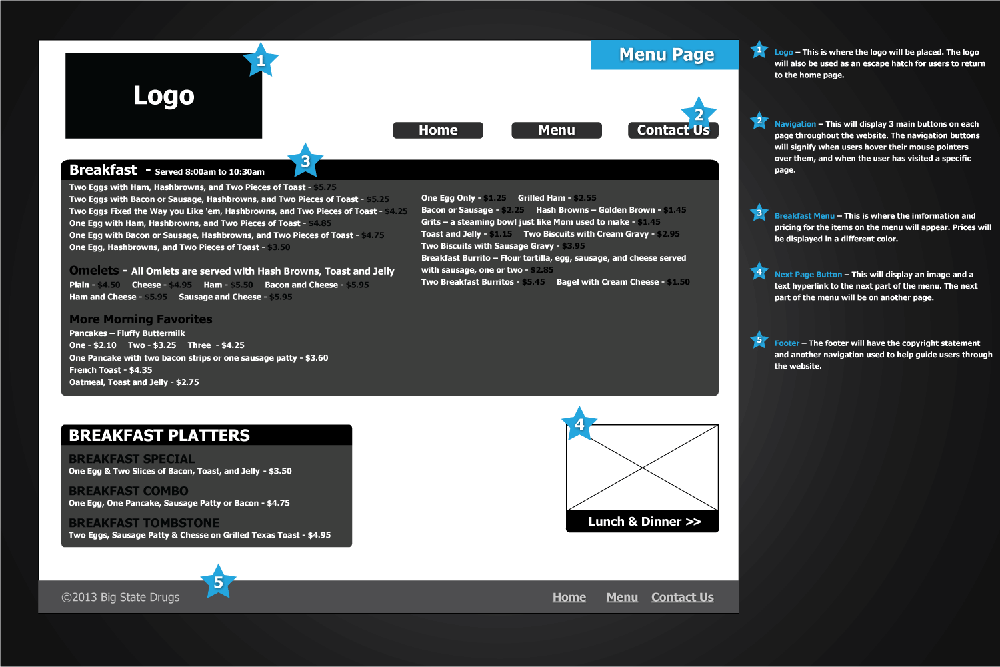 Menu Page
1
Logo
2
Home
Menu
Contact Us
3
Breakfast - Served 8:00am to 10:30am
Two Eggs with Ham, Hashbrowns, and Two Pieces of Toast - $5.75
Two Eggs with Bacon or Sausage, Hashbrowns, and Two Pieces of Toast - $5.25
Two Eggs Fixed the Way you Like 'em, Hashbrowns, and Two Pieces of Toast - $4.25
One Egg with Ham, Hashbrowns, and Two Pieces of Toast - $4.85
One Egg with Bacon or Sausage, Hashbrowns, and Two Pieces of Toast - $4.75
One Egg, Hashbrowns, and Two Pieces of Toast - $3.50
Omelets - All Omlets are served with Hash Browns, Toast and Jelly
Plain - $4.50 Cheese - $4.95 Ham - $5.50 Bacon and Cheese - $5.95
Ham and Cheese - $5.95 Sausage and Cheese - $5.95
More Morning Favorites
Pancakes – Fluffy Buttermilk
One - $2.10 Two - $3.25 Three - $4.25
One Pancake with two bacon strips or one sausage patty - $3.60
French Toast - $4.35
Oatmeal, Toast and Jelly - $2.75
One Egg Only - $1.25 Grilled Ham - $2.55
Bacon or Sausage - $2.25 Hash Browns – Golden Brown - $1.45
Grits – a steaming bowl just like Mom used to make - $1.45
Toast and Jelly - $1.15 Two Biscuits with Cream Gravy - $2.95
Two Biscuits with Sausage Gravy - $3.95
Breakfast Burrito – Flour tortilla, egg, sausage, and cheese served
with sausage, one or two - $2.85
Two Breakfast Burritos - $5.45 Bagel with Cream Cheese - $1.50
BREAKFAST PLATTERS
BREAKFAST SPECIAL
One Egg & Two Slices of Bacon, Toast, and Jelly - $3.50
BREAKFAST COMBO
One Egg, One Pancake, Sausage Patty or Bacon - $4.75
BREAKFAST TOMBSTONE
Two Eggs, Sausage Patty & Chesse on Grilled Texas Toast - $4.95
4
Lunch & Dinner >>
5
©2013 Big State Drugs
Home
Menu
Contact Us
1
Logo – This is where the logo will be placed. The logo
will also be used as an escape hatch for users to return
to the home page.
2
Navigation – This will display 3 main buttons on each
page throughout the website. The navigation buttons
will signify when users hover their mouse pointers
over them, and when the user has visited a specific
page.
3
Breakfast Menu – This is where the imformation and
pricing for the items on the menu will appear. Prices will
be displayed in a different color.
4
Next Page Button – This will display an image and a
text hyperlink to the next part of the menu. The next
part of the menu will be on another page.
5
Footer – The footer will have the copyright statement
and another navigation used to help guide users through
the website.